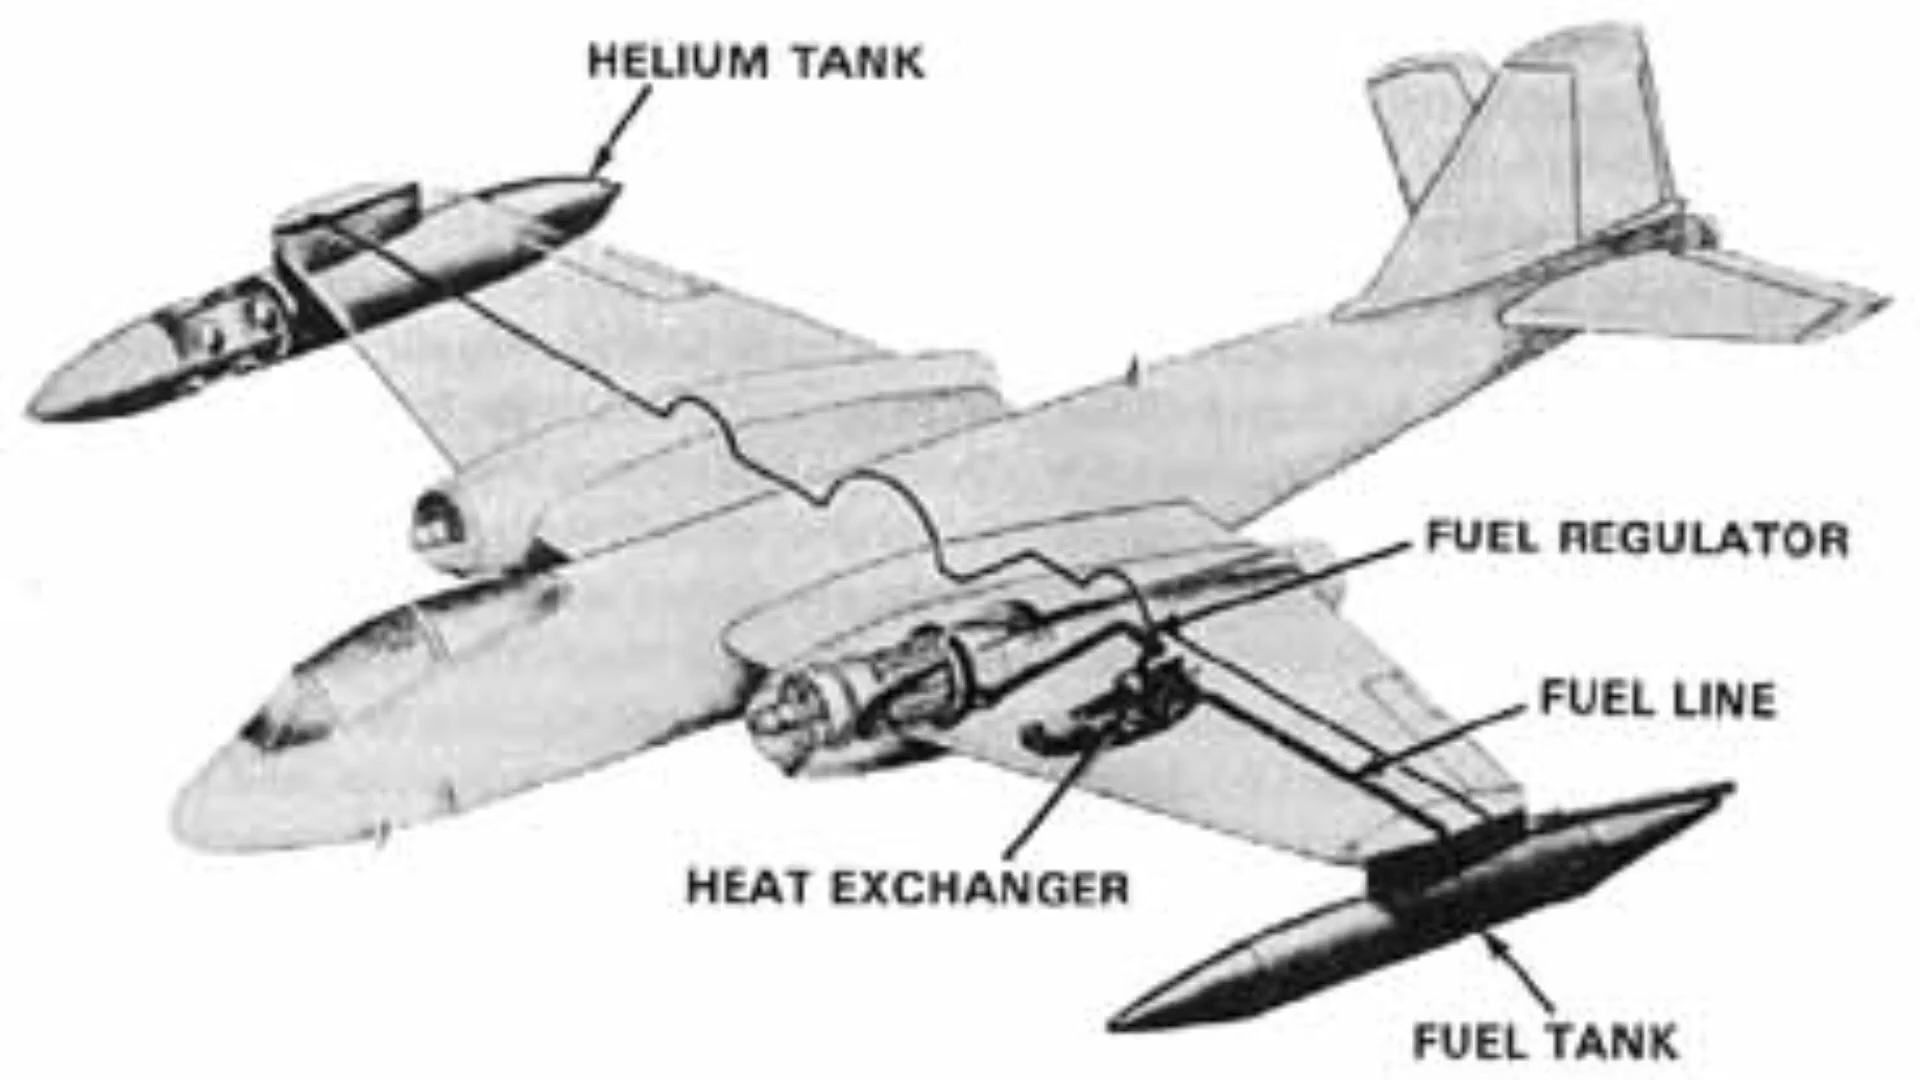 HELIUM TANK
FUEL REGULATOR
FUEL LINE
HEAT EXCHANGER
FUEL TANK